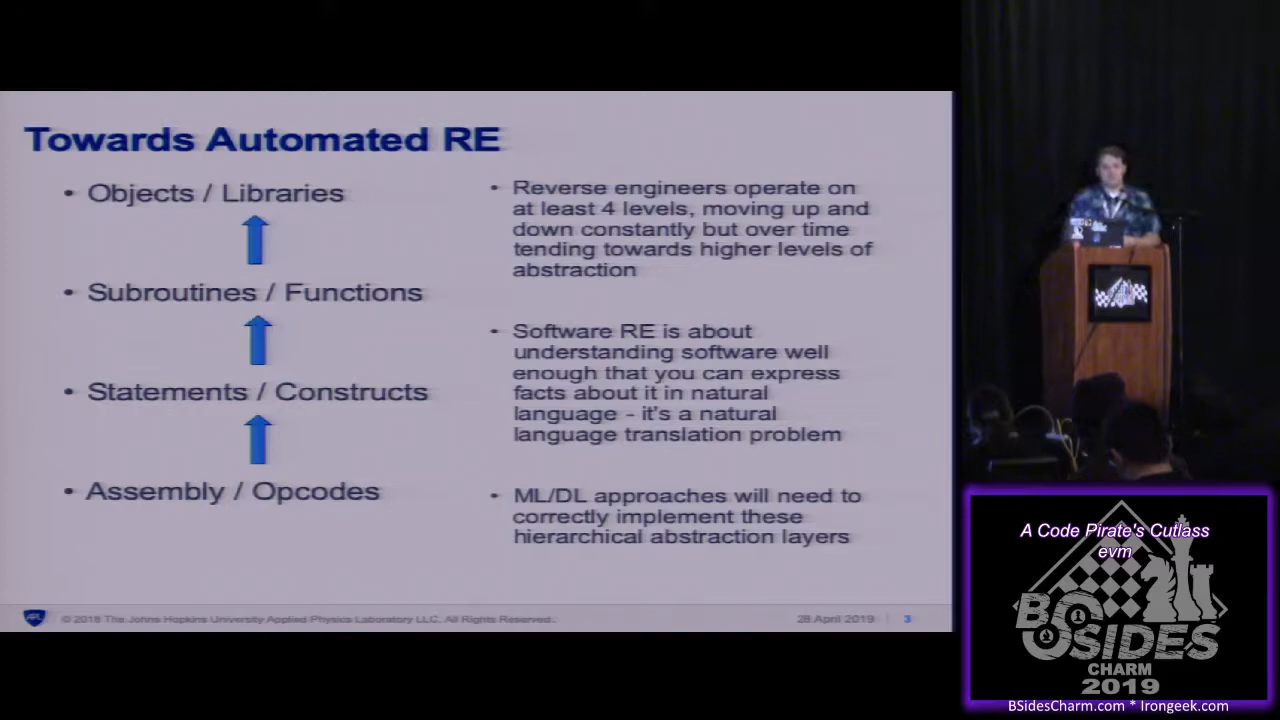 Towards Automated RE
• Objects / Libraries
• Subroutines / Functions
• Statements / Constructs
• Assembly / Opcodes
• Reverse engineers operate on
at least 4 levels, moving up and
down constantly but over time
tending towards higher levels of
abstraction
• Software RE is about
understanding software well
enough that you can express
facts about it in natural
language - it's a natural
language translation problem
• ML/DL approaches will need to
correctly implement these
hierarchical abstraction layers
APL
© 2018 The Johns Hopkins University Applied Physics Laboratory LLC. All Rights Reserved.
28 April 2019
3
A Code Pirate's Cutlass
evm
BSIDES
CHARM
2019
BSidesCharm.com * Irongeek.com